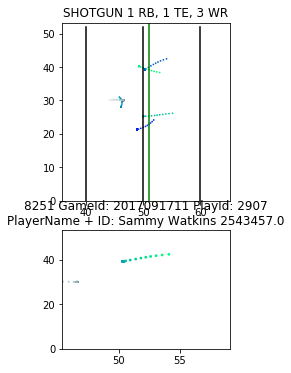 SHOTGUN 1 RB, 1 TE, 3 WR
50
40
30
20
10
0
40 50 60
8251 GameId: 2017091711 PlayId: 2907
PlayerName + ID: Sammy Watkins 2543457.0
40
20
0
50 55